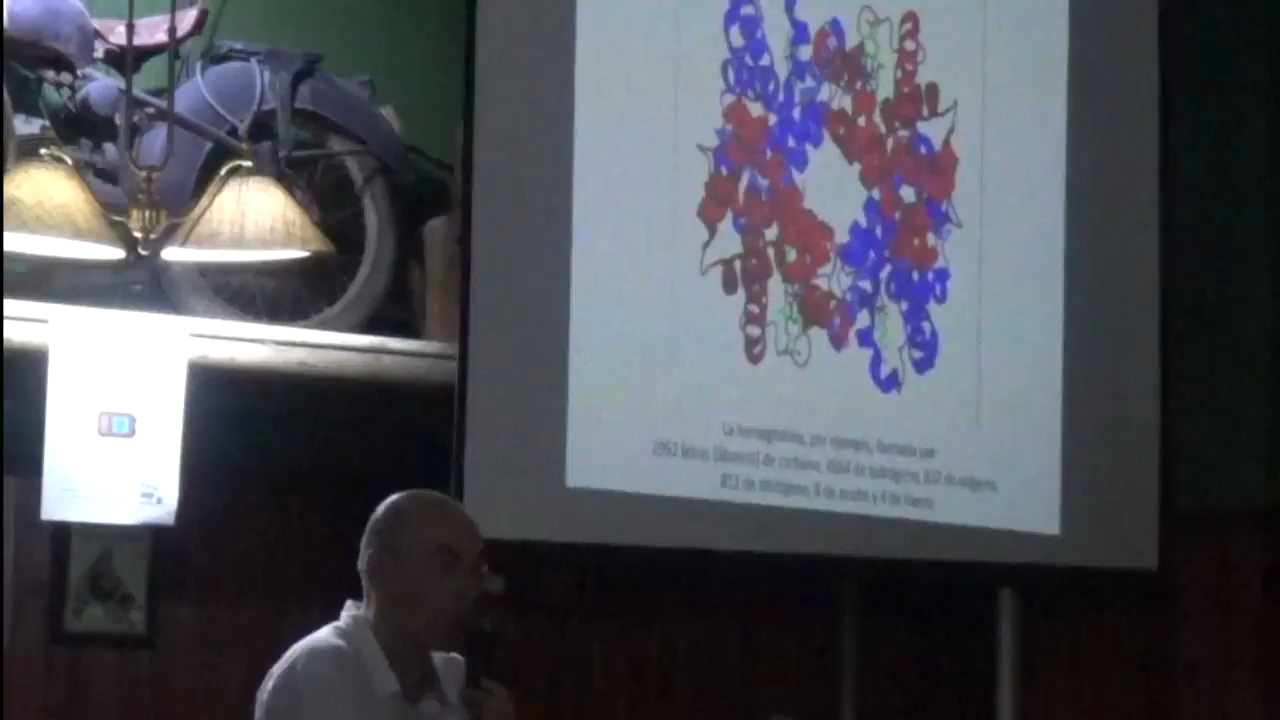 La hemoglobina, por ejemplo, formada por
2952 letras (átomos) de carbono, 4664 de hidrógeno, 832 de oxígeno,
812 de nitrógeno, 8 de azufre y 4 de hierro